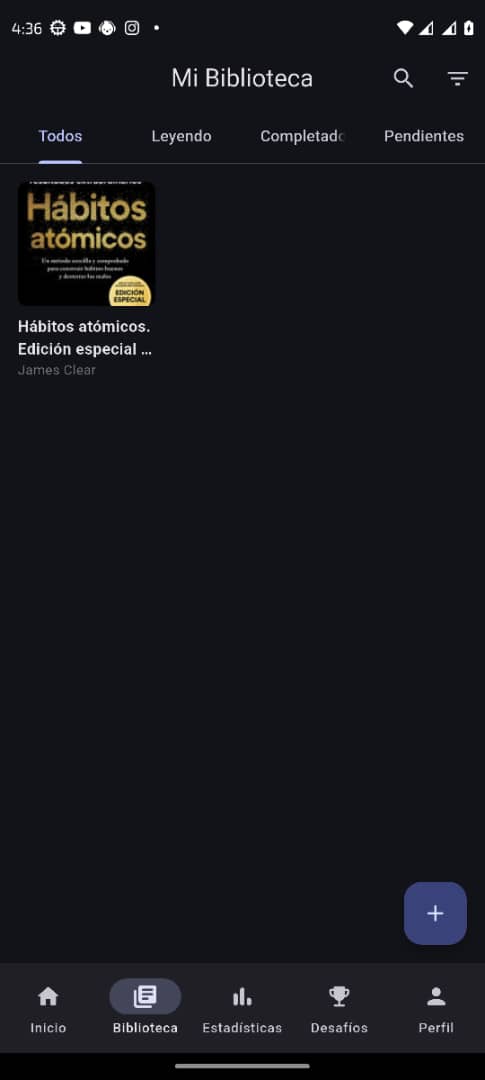 4:36
Mi Biblioteca
Todos
Leyendo
Completado
Pendientes
Hábitos
atómicos
Un método sencillo y comprobado
para construir hábitos buenos
y destruir los malos
EDICIÓN
ESPECIAL
Hábitos atómicos.
Edición especial ...
James Clear
+
Inicio
Biblioteca
Estadísticas
Desafíos
Perfil